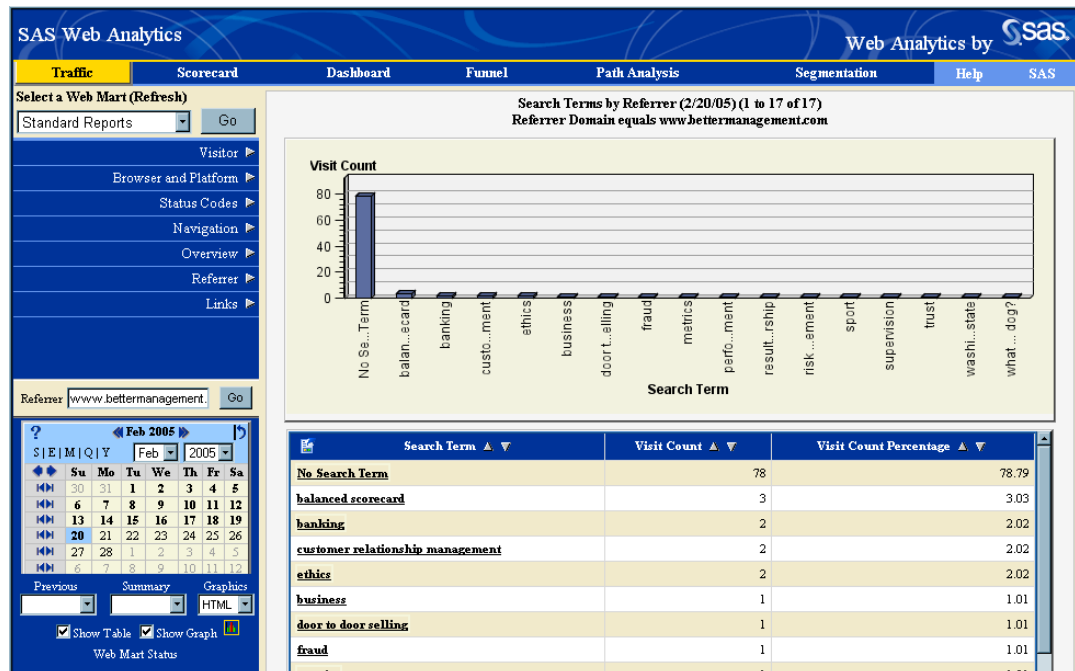 SAS Web Analytics
Web Analytics by
sas.
Traffic Scorecard Dashboard Funnel Path Analysis Segmentation Help SAS
Select a Web Mart (Refresh)
Standard Reports Go
Visitor
Browser and Platform
Status Codes
Navigation
Overview
Referrer
Links
Referrer www.bettermanagement. Go
? Feb 2005
S | E | M | Q | Y Feb 2005
Su Mo Tu We Th Fr Sa
30 31 1 2 3 4 5
6 7 8 9 10 11 12
13 14 15 16 17 18 19
20 21 22 23 24 25 26
27 28 1 2 3 4 5
6 7 8 9 10 11 12
Previous Summary Graphics
HTML
Show Table Show Graph
Web Mart Status
Search Terms by Referrer (2/20/05) (1 to 17 of 17)
Referrer Domain equals www.bettermanagement.com
Visit Count
80
60
40
20
0
No Se...Term
balan...ecard
banking
custo...ment
ethics
business
door t...elling
fraud
metrics
perfo...ment
result...rship
risk ...ement
sport
supervision
trust
washi...state
what ... dog?
Search Term
Search Term Visit Count Visit Count Percentage
No Search Term 78 78.79
balanced scorecard 3 3.03
banking 2 2.02
customer relationship management 2 2.02
ethics 2 2.02
business 1 1.01
door to door selling 1 1.01
fraud 1 1.01